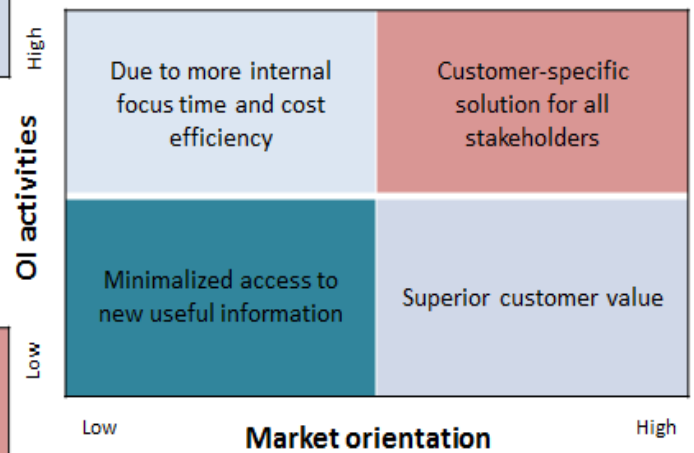 High
Due to more internal
focus time and cost
efficiency
Customer-specific
solution for all
stakeholders
OI activities
Minimalized access to
new useful information
Superior customer value
Low
Low
Market orientation
High